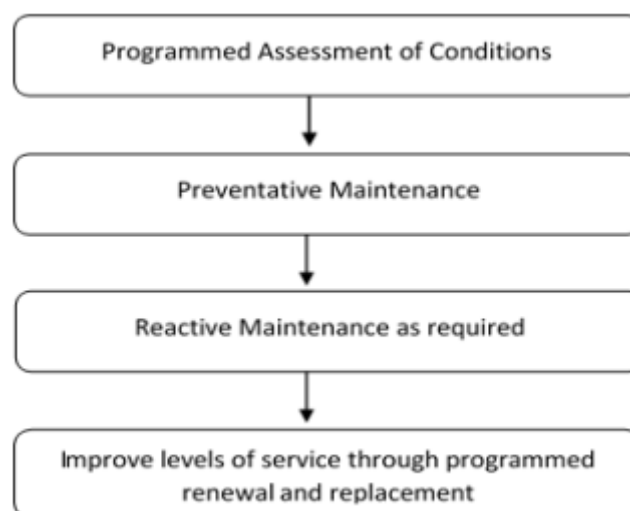 Programmed Assessment of Conditions
Preventative Maintenance
Reactive Maintenance as required
Improve levels of service through programmed
renewal and replacement